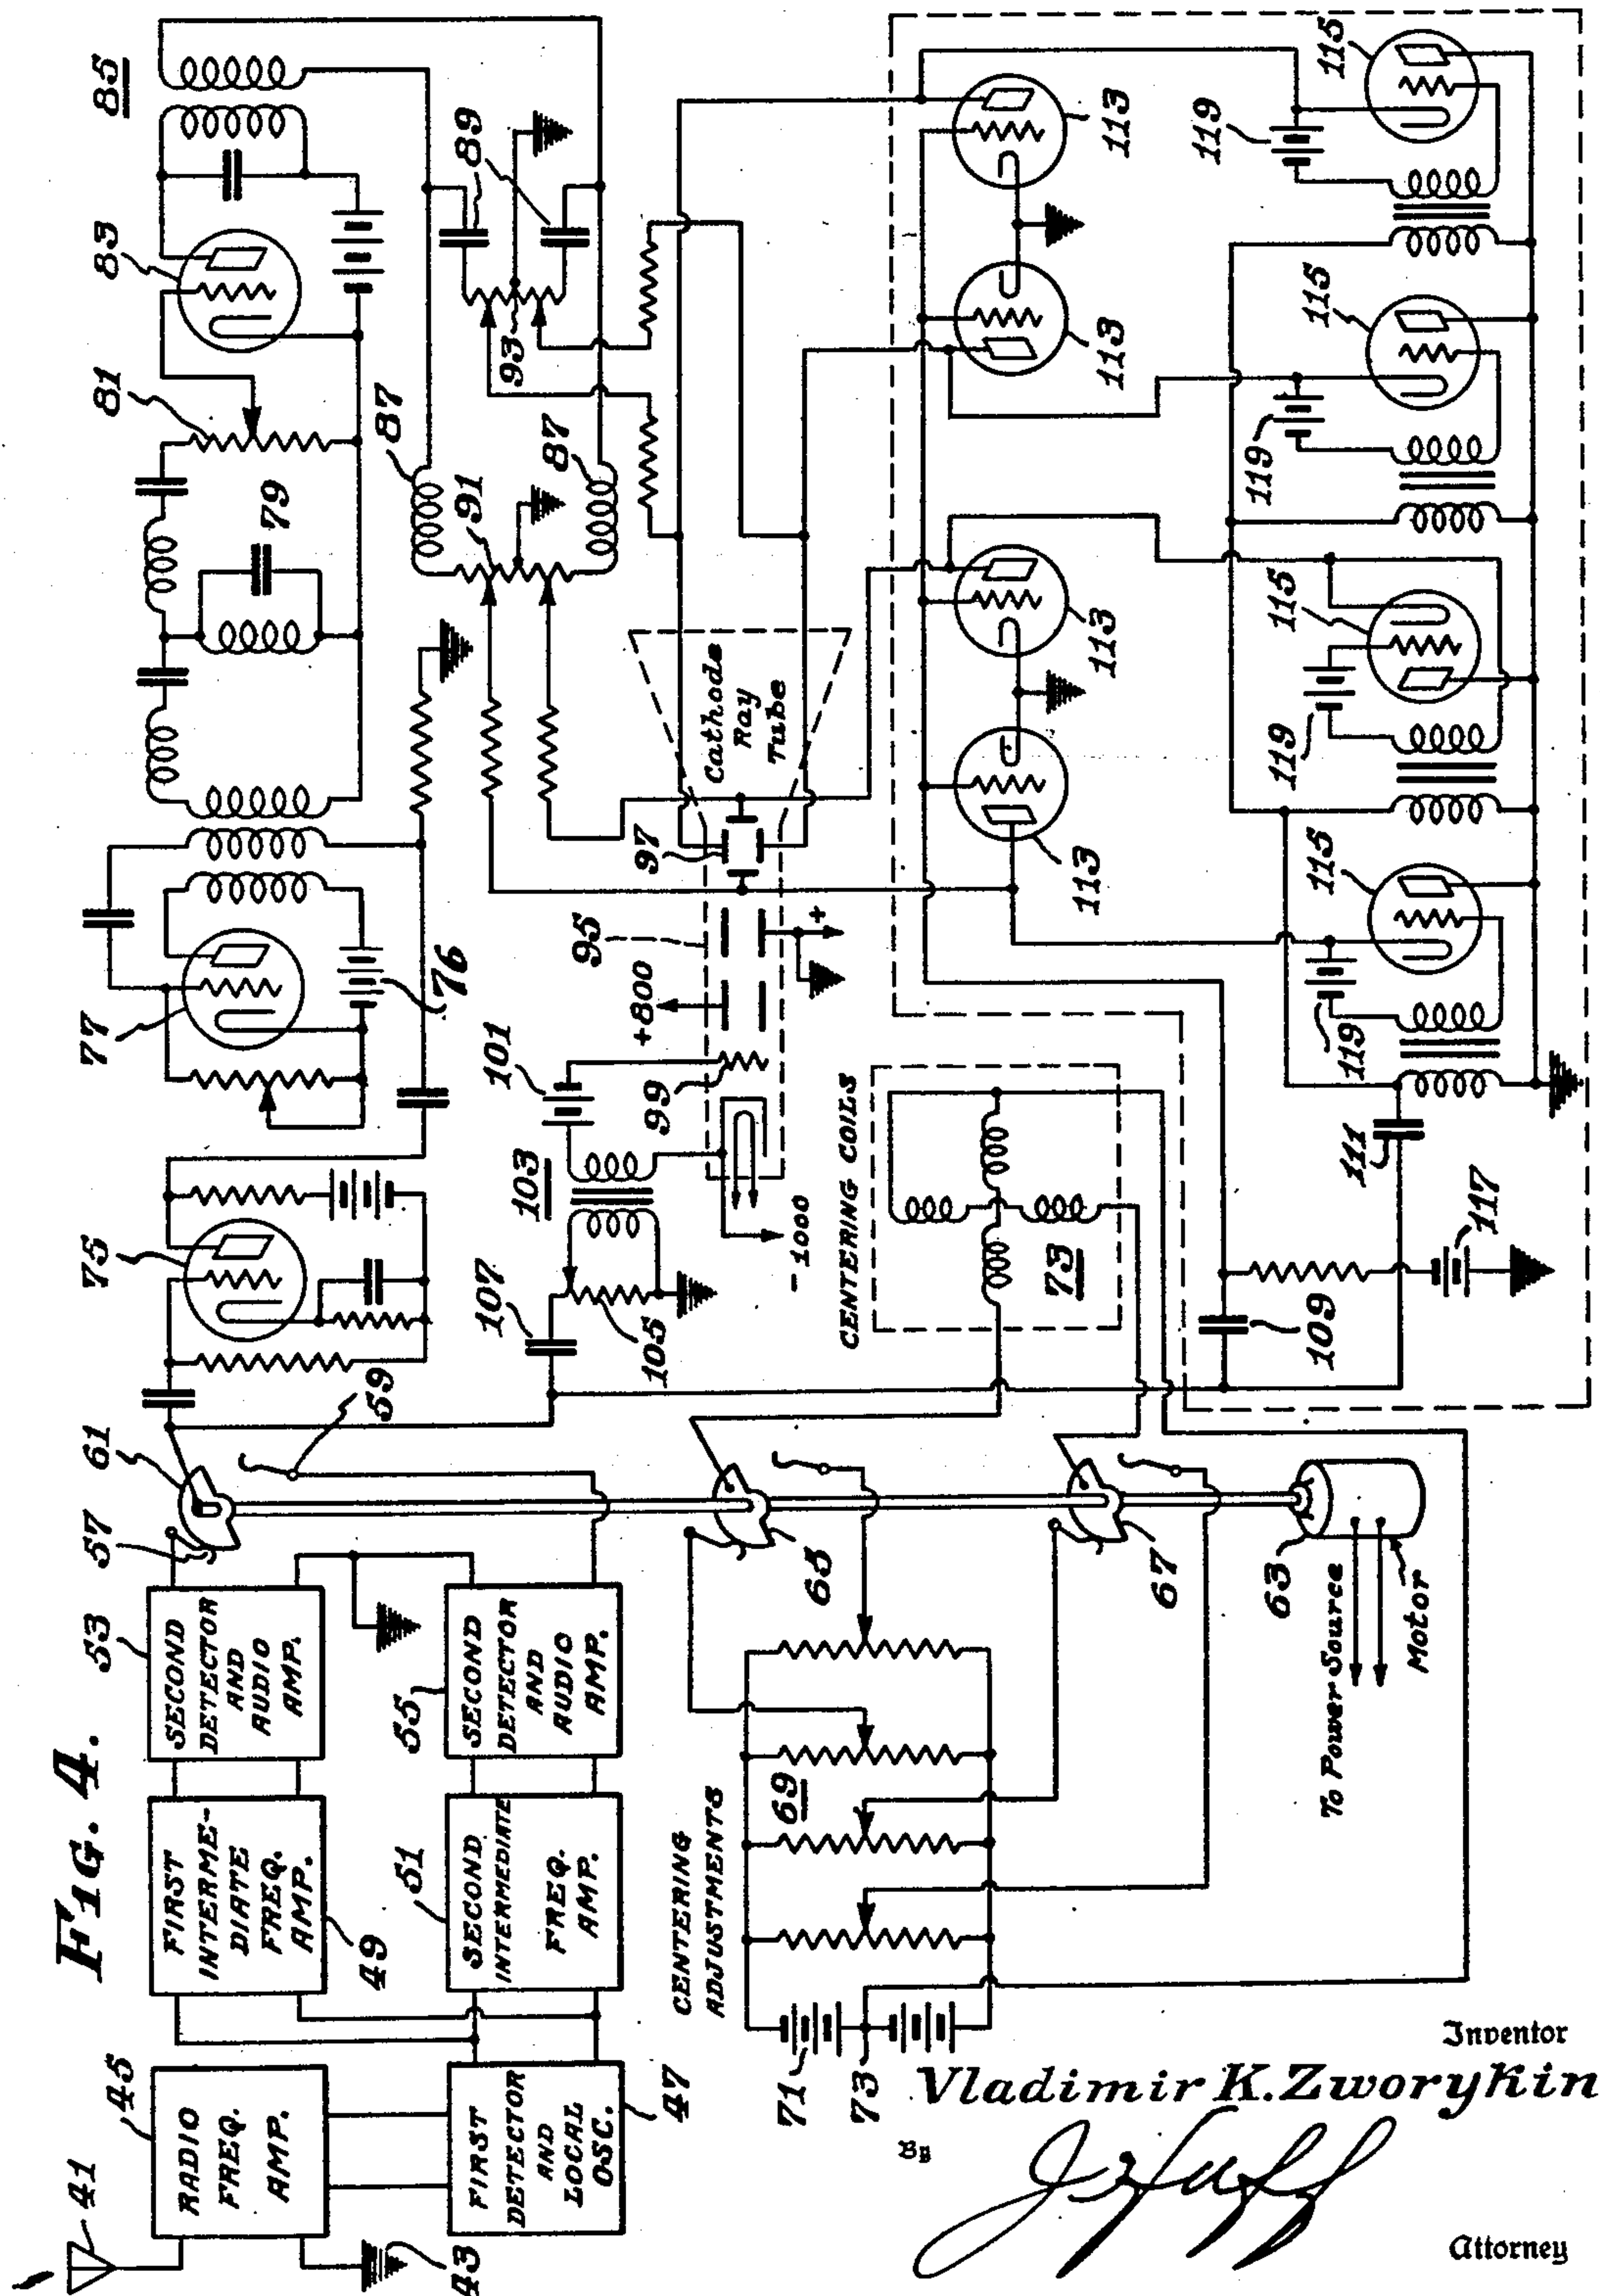 FIG. 4.
41
43
45
RADIO
FREQ.
AMP.
47
FIRST
DETECTOR
AND
LOCAL
OSC.
49
FIRST
INTERME-
DIATE
FREQ.
AMP.
51
SECOND
INTERMEDIATE
FREQ.
AMP.
53
SECOND
DETECTOR
AND
AUDIO
AMP.
55
SECOND
DETECTOR
AND
AUDIO
AMP.
57
61
59
75
77
76
79
81
83
85
87
87
89
91
93
107
105
103
101
99
+800
95
+
97
-1000
Cathode
Ray
Tube
CENTERING
ADJUSTMENTS
69
71
73
65
67
63
To Power Source
Motor
CENTERING COILS
73
109
111
117
113
113
113
113
115
115
115
115
119
119
119
119
Inventor
Vladimir K. Zworykin
By
Attorney